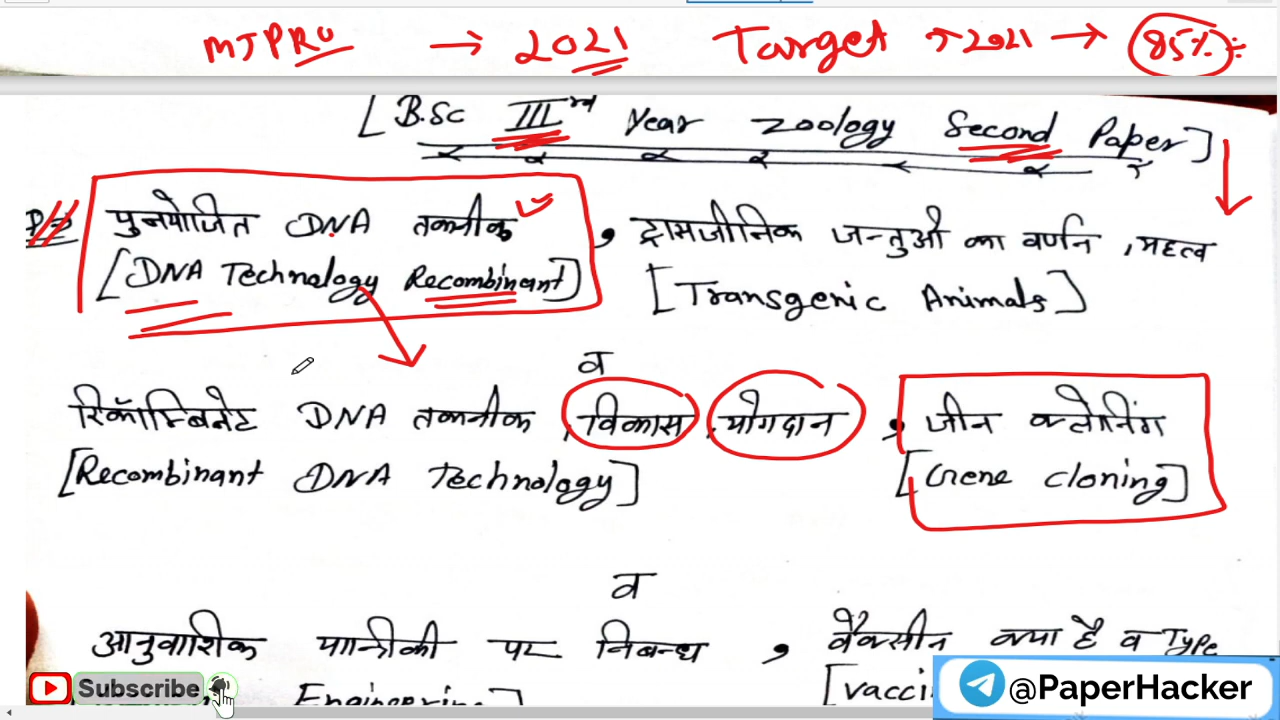 MJPRU → 2021 Target ↑ 2021 → 85%
[B.Sc IIIrd Year Zoology Second Paper]
पुनर्योजित DNA तकनीक, ट्रासजीनिक जन्तुओ का वर्णन, महत्व
[DNA Technology Recombinant] [Transgenic Animals]
व
रिकॉम्बिनेट DNA तकनीक, विकास, योगदान, जीन क्लोनिंग
[Recombinant DNA Technology] [Gene cloning]
व
आनुवाशिक यान्त्रिकी पर निबन्ध, वैक्सीन क्या है व Type
Subscribe Engineering] [vacci
@PaperHacker